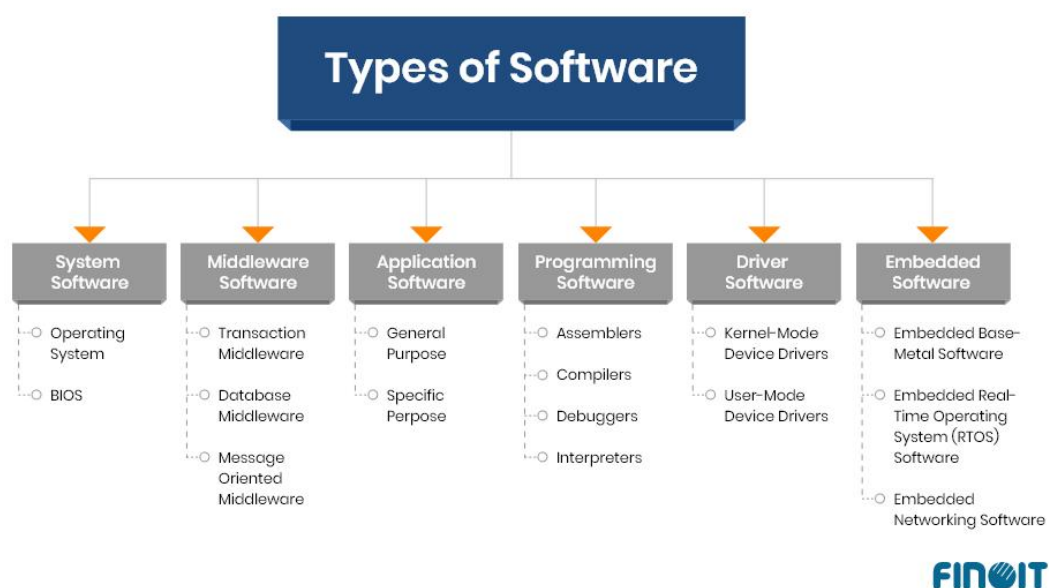 Types of Software
System
Software
Operating
System
BIOS
Middleware
Software
Transaction
Middleware
Database
Middleware
Message
Oriented
Middleware
Application
Software
General
Purpose
Specific
Perpose
Programming
Software
Assemblers
Compilers
Debuggers
Interpreters
Driver
Software
Kernel-Mode
Device Drivers
User-Mode
Device Drivers
Embedded
Software
Embedded Base-
Metal Software
Embedded Real-
Time Operating
System (RTOS)
Software
Embedded
Networking Software
FINOIT